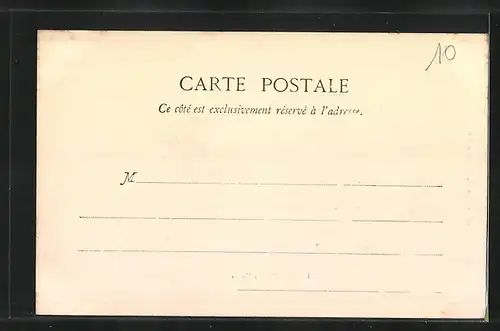 10
CARTE POSTALE
Ce côté est exclusivement réservé à l'adresse.
M